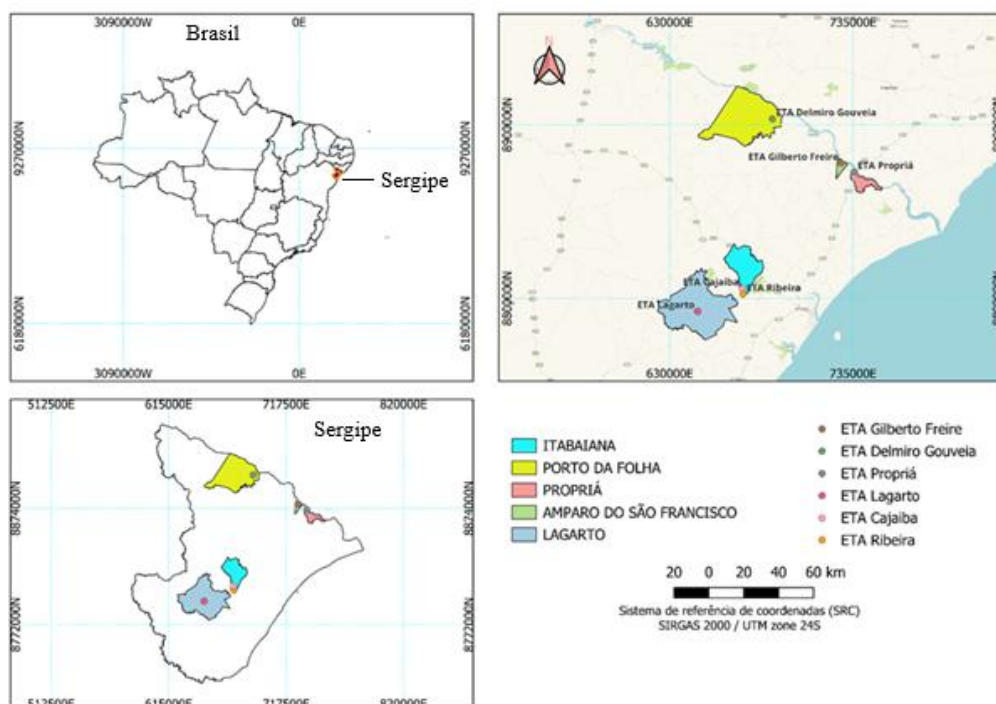 3090000W
0E
Brasil
9270000N
9270000N
Sergipe
6180000N
6180000N
3090000W
0E
630000E
735000E
N
ETA Delmiro Gouveia
ETA Gilberto Freire
ETA Propriá
ETA Cajaiba
ETA Ribeira
ETA Lagarto
630000E
735000E
512500E
615000E
717500E
820000E
Sergipe
8874000N
8874000N
8772000N
8772000N
615000E
717500E
820000E
ITABAIANA
PORTO DA FOLHA
PROPRIÁ
AMPARO DO SÃO FRANCISCO
LAGARTO
ETA Gilberto Freire
ETA Delmiro Gouveia
ETA Propriá
ETA Lagarto
ETA Cajaiba
ETA Ribeira
20 0 20 40 60 km
Sistema de referência de coordenadas (SRC)
SIRGAS 2000 / UTM zone 24S